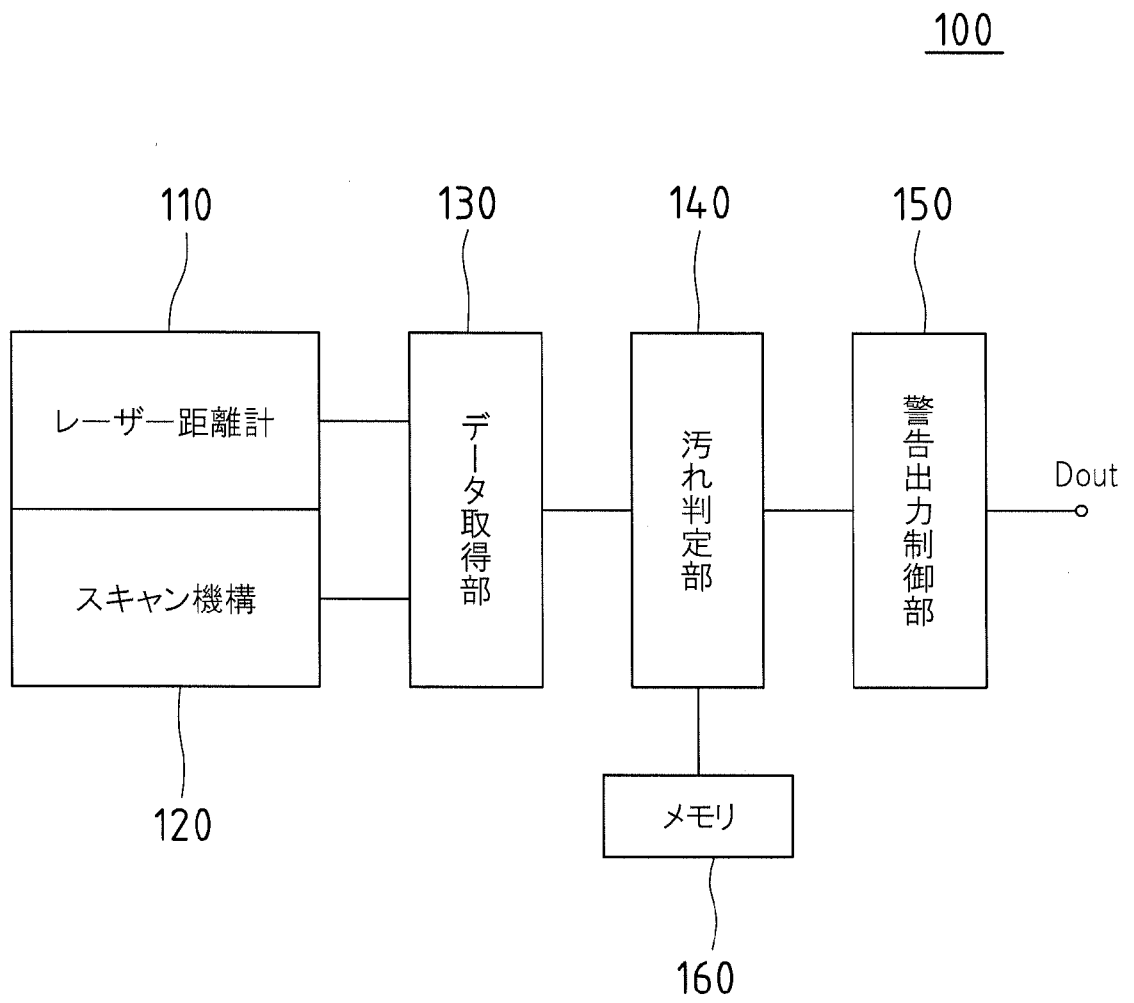 100
110
130
140
150
レーザー距離計
スキャン機構
データ取得部
汚れ判定部
警告出力制御部
Dout
120
メモリ
160